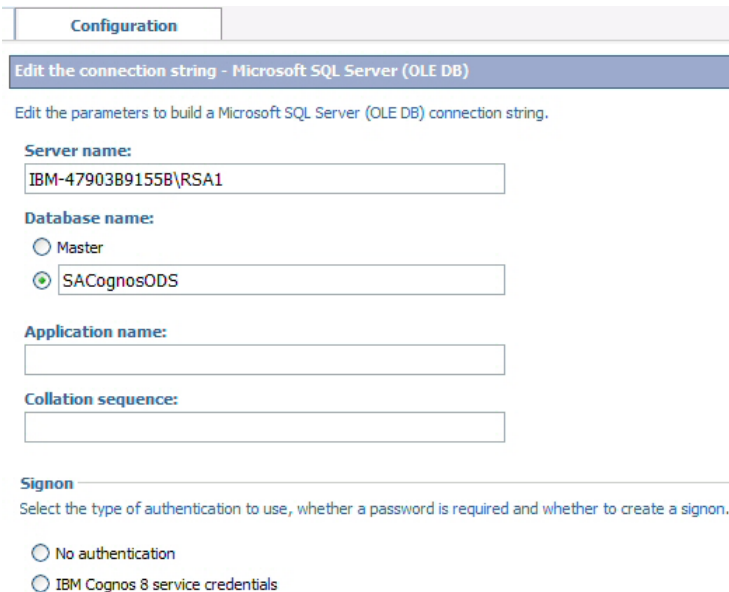 Configuration
Edit the connection string - Microsoft SQL Server (OLE DB)
Edit the parameters to build a Microsoft SQL Server (OLE DB) connection string.
Server name:
IBM-47903B9155B\RSA1
Database name:
Master
SACognosODS
Application name:
Collation sequence:
Signon
Select the type of authentication to use, whether a password is required and whether to create a signon.
No authentication
IBM Cognos 8 service credentials